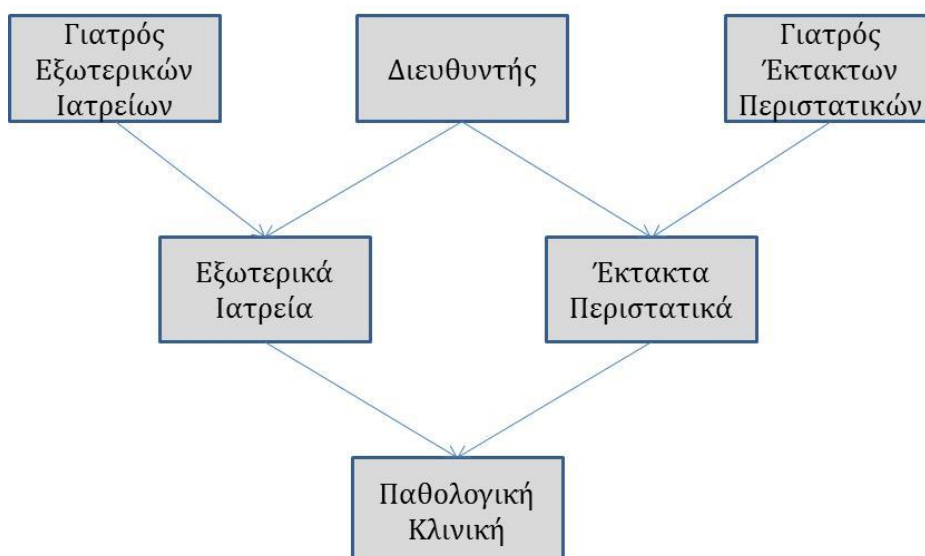 Γιατρός
Εξωτερικών
Ιατρείων
Διευθυντής
Γιατρός
Έκτακτων
Περιστατικών
Εξωτερικά
Ιατρεία
Έκτακτα
Περιστατικά
Παθολογική
Κλινική